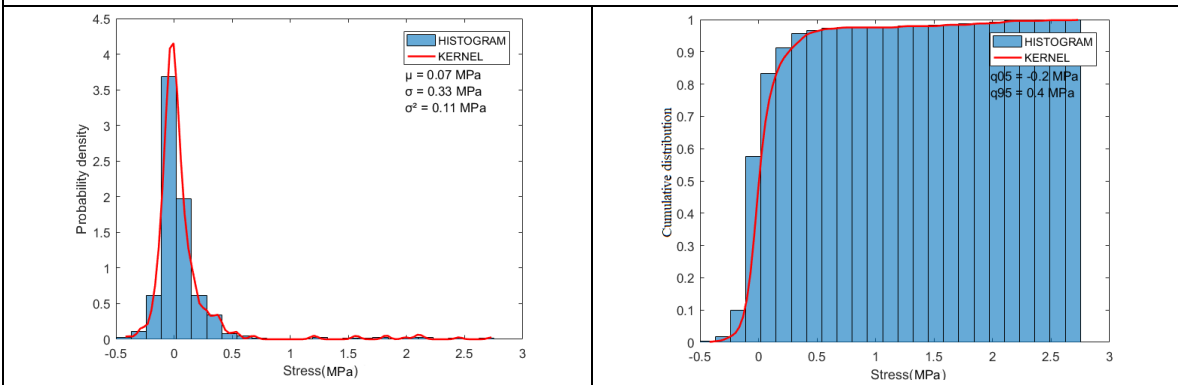 4.5
4
3.5
3
2.5
2
1.5
1
0.5
0
-0.5 0 0.5 1 1.5 2 2.5 3
Probability density
Stress(MPa)
HISTOGRAM
KERNEL
μ = 0.07 MPa
σ = 0.33 MPa
σ² = 0.11 MPa
1
0.9
0.8
0.7
0.6
0.5
0.4
0.3
0.2
0.1
0
-0.5 0 0.5 1 1.5 2 2.5 3
Cumulative distribution
Stress(MPa)
HISTOGRAM
KERNEL
q05 = -0.2 MPa
q95 = 0.4 MPa